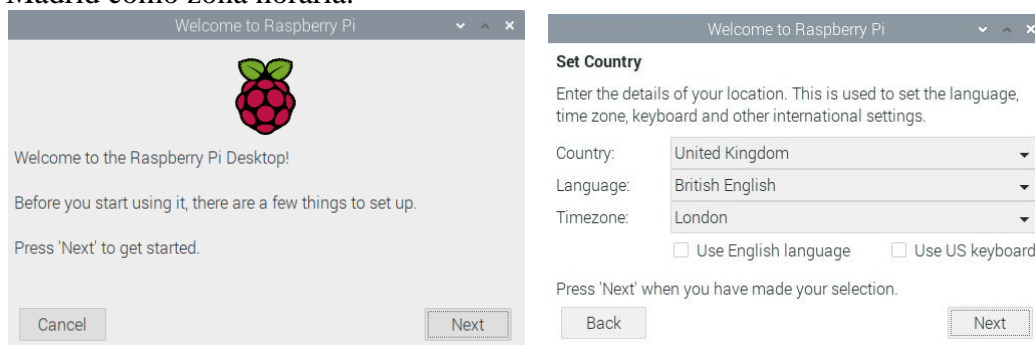 Madrid como zona horaria.
Welcome to Raspberry Pi
Welcome to the Raspberry Pi Desktop!
Before you start using it, there are a few things to set up.
Press 'Next' to get started.
Cancel
Next
Welcome to Raspberry Pi
Set Country
Enter the details of your location. This is used to set the language,
time zone, keyboard and other international settings.
Country: United Kingdom
Language: British English
Timezone: London
Use English language Use US keyboard
Press 'Next' when you have made your selection.
Back
Next